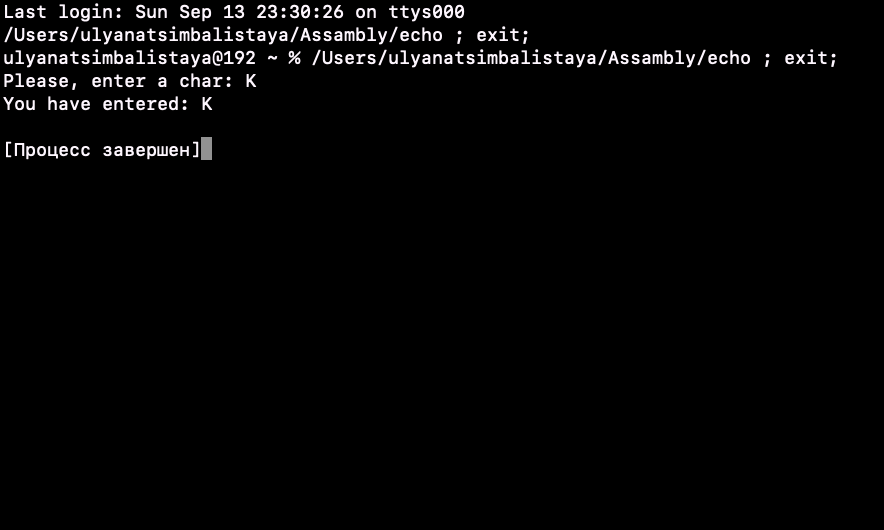 Last login: Sun Sep 13 23:30:26 on ttys000
/Users/ulyanatsimbalistaya/Assambly/echo ; exit;
ulyanatsimbalistaya@192 ~ % /Users/ulyanatsimbalistaya/Assambly/echo ; exit;
Please, enter a char: K
You have entered: K
[Процесс завершен]